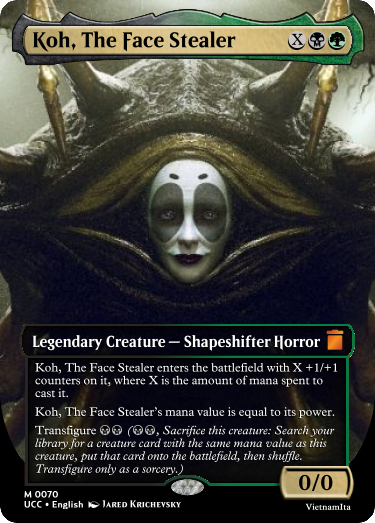 Koh, The Face Stealer X
Legendary Creature — Shapeshifter Horror
Koh, The Face Stealer enters the battlefield with X +1/+1
counters on it, where X is the amount of mana spent to
cast it.
Koh, The Face Stealer's mana value is equal to its power.
Transfigure (, Sacrifice this creature: Search
your library for a creature card with the same mana value as this
creature, put that card onto the battlefield, then shuffle.
Transfigure only as a sorcery.)
0/0
M 0070
UCC • English Jared Krichevsky
VietnamIta